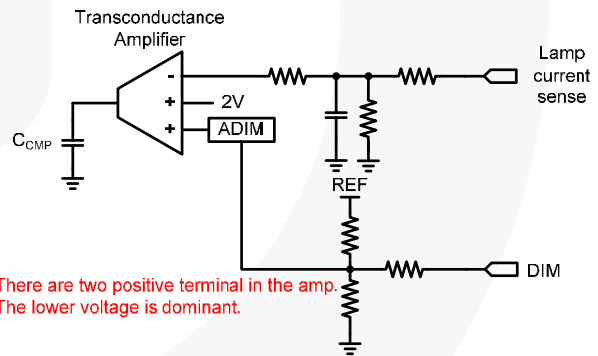 Transconductance
Amplifier
Lamp
current
sense
-
+
2V
+
ADIM
C_CMP
REF
DIM
There are two positive terminal in the amp.
The lower voltage is dominant.